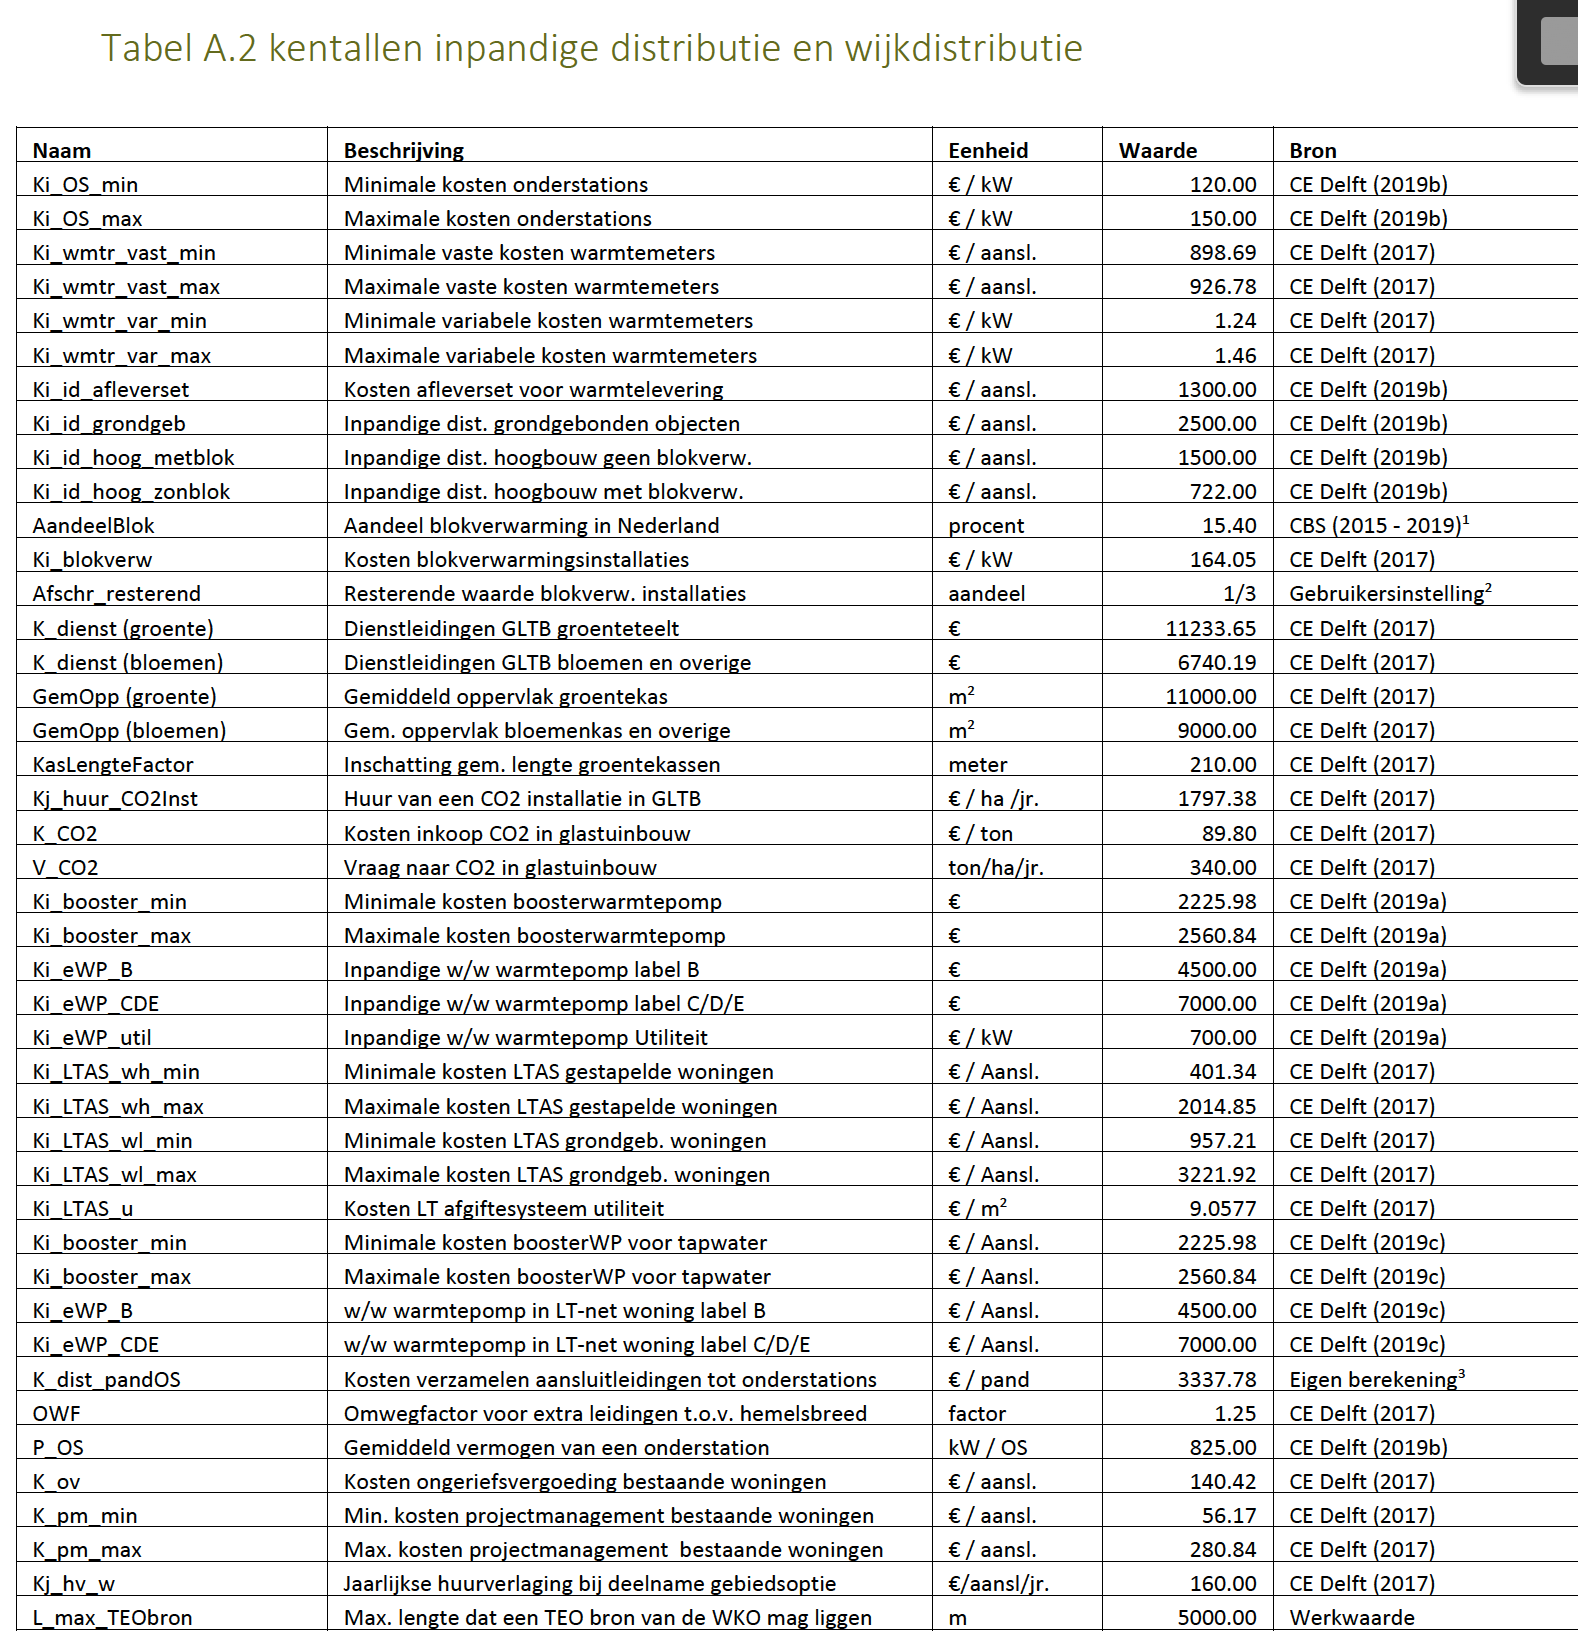 Tabel A.2 kentallen inpandige distributie en wijkdistributie
Naam Beschrijving Eenheid Waarde Bron
Ki_OS_min Minimale kosten onderstations € / kW 120.00 CE Delft (2019b)
Ki_OS_max Maximale kosten onderstations € / kW 150.00 CE Delft (2019b)
Ki_wmtr_vast_min Minimale vaste kosten warmtemeters € / aansl. 898.69 CE Delft (2017)
Ki_wmtr_vast_max Maximale vaste kosten warmtemeters € / aansl. 926.78 CE Delft (2017)
Ki_wmtr_var_min Minimale variabele kosten warmtemeters € / kW 1.24 CE Delft (2017)
Ki_wmtr_var_max Maximale variabele kosten warmtemeters € / kW 1.46 CE Delft (2017)
Ki_id_afleverset Kosten afleverset voor warmtelevering € / aansl. 1300.00 CE Delft (2019b)
Ki_id_grondgeb Inpandige dist. grondgebonden objecten € / aansl. 2500.00 CE Delft (2019b)
Ki_id_hoog_metblok Inpandige dist. hoogbouw geen blokverw. € / aansl. 1500.00 CE Delft (2019b)
Ki_id_hoog_zonblok Inpandige dist. hoogbouw met blokverw. € / aansl. 722.00 CE Delft (2019b)
AandeelBlok Aandeel blokverwarming in Nederland procent 15.40 CBS (2015 - 2019)¹
Ki_blokverw Kosten blokverwarmingsinstallaties € / kW 164.05 CE Delft (2017)
Afschr_resterend Resterende waarde blokverw. installaties aandeel 1/3 Gebruikersinstelling²
K_dienst (groente) Dienstleidingen GLTB groenteteelt € 11233.65 CE Delft (2017)
K_dienst (bloemen) Dienstleidingen GLTB bloemen en overige € 6740.19 CE Delft (2017)
GemOpp (groente) Gemiddeld oppervlak groentekas m² 11000.00 CE Delft (2017)
GemOpp (bloemen) Gem. oppervlak bloemenkas en overige m² 9000.00 CE Delft (2017)
KasLengteFactor Inschatting gem. lengte groentekassen meter 210.00 CE Delft (2017)
Kj_huur_CO2Inst Huur van een CO2 installatie in GLTB € / ha /jr. 1797.38 CE Delft (2017)
K_CO2 Kosten inkoop CO2 in glastuinbouw € / ton 89.80 CE Delft (2017)
V_CO2 Vraag naar CO2 in glastuinbouw ton/ha/jr. 340.00 CE Delft (2017)
Ki_booster_min Minimale kosten boosterwarmtepomp € 2225.98 CE Delft (2019a)
Ki_booster_max Maximale kosten boosterwarmtepomp € 2560.84 CE Delft (2019a)
Ki_eWP_B Inpandige w/w warmtepomp label B € 4500.00 CE Delft (2019a)
Ki_eWP_CDE Inpandige w/w warmtepomp label C/D/E € 7000.00 CE Delft (2019a)
Ki_eWP_util Inpandige w/w warmtepomp Utiliteit € / kW 700.00 CE Delft (2019a)
Ki_LTAS_wh_min Minimale kosten LTAS gestapelde woningen € / Aansl. 401.34 CE Delft (2017)
Ki_LTAS_wh_max Maximale kosten LTAS gestapelde woningen € / Aansl. 2014.85 CE Delft (2017)
Ki_LTAS_wl_min Minimale kosten LTAS grondgeb. woningen € / Aansl. 957.21 CE Delft (2017)
Ki_LTAS_wl_max Maximale kosten LTAS grondgeb. woningen € / Aansl. 3221.92 CE Delft (2017)
Ki_LTAS_u Kosten LT afgiftesysteem utiliteit € / m² 9.0577 CE Delft (2017)
Ki_booster_min Minimale kosten boosterWP voor tapwater € / Aansl. 2225.98 CE Delft (2019c)
Ki_booster_max Maximale kosten boosterWP voor tapwater € / Aansl. 2560.84 CE Delft (2019c)
Ki_eWP_B w/w warmtepomp in LT-net woning label B € / Aansl. 4500.00 CE Delft (2019c)
Ki_eWP_CDE w/w warmtepomp in LT-net woning label C/D/E € / Aansl. 7000.00 CE Delft (2019c)
K_dist_pandOS Kosten verzamelen aansluitleidingen tot onderstations € / pand 3337.78 Eigen berekening³
OWF Omwegfactor voor extra leidingen t.o.v. hemelsbreed factor 1.25 CE Delft (2017)
P_OS Gemiddeld vermogen van een onderstation kW / OS 825.00 CE Delft (2019b)
K_ov Kosten ongeriefsvergoeding bestaande woningen € / aansl. 140.42 CE Delft (2017)
K_pm_min Min. kosten projectmanagement bestaande woningen € / aansl. 56.17 CE Delft (2017)
K_pm_max Max. kosten projectmanagement bestaande woningen € / aansl. 280.84 CE Delft (2017)
Kj_hv_w Jaarlijkse huurverlaging bij deelname gebiedsoptie €/aansl/jr. 160.00 CE Delft (2017)
L_max_TEObron Max. lengte dat een TEO bron van de WKO mag liggen m 5000.00 Werkwaarde